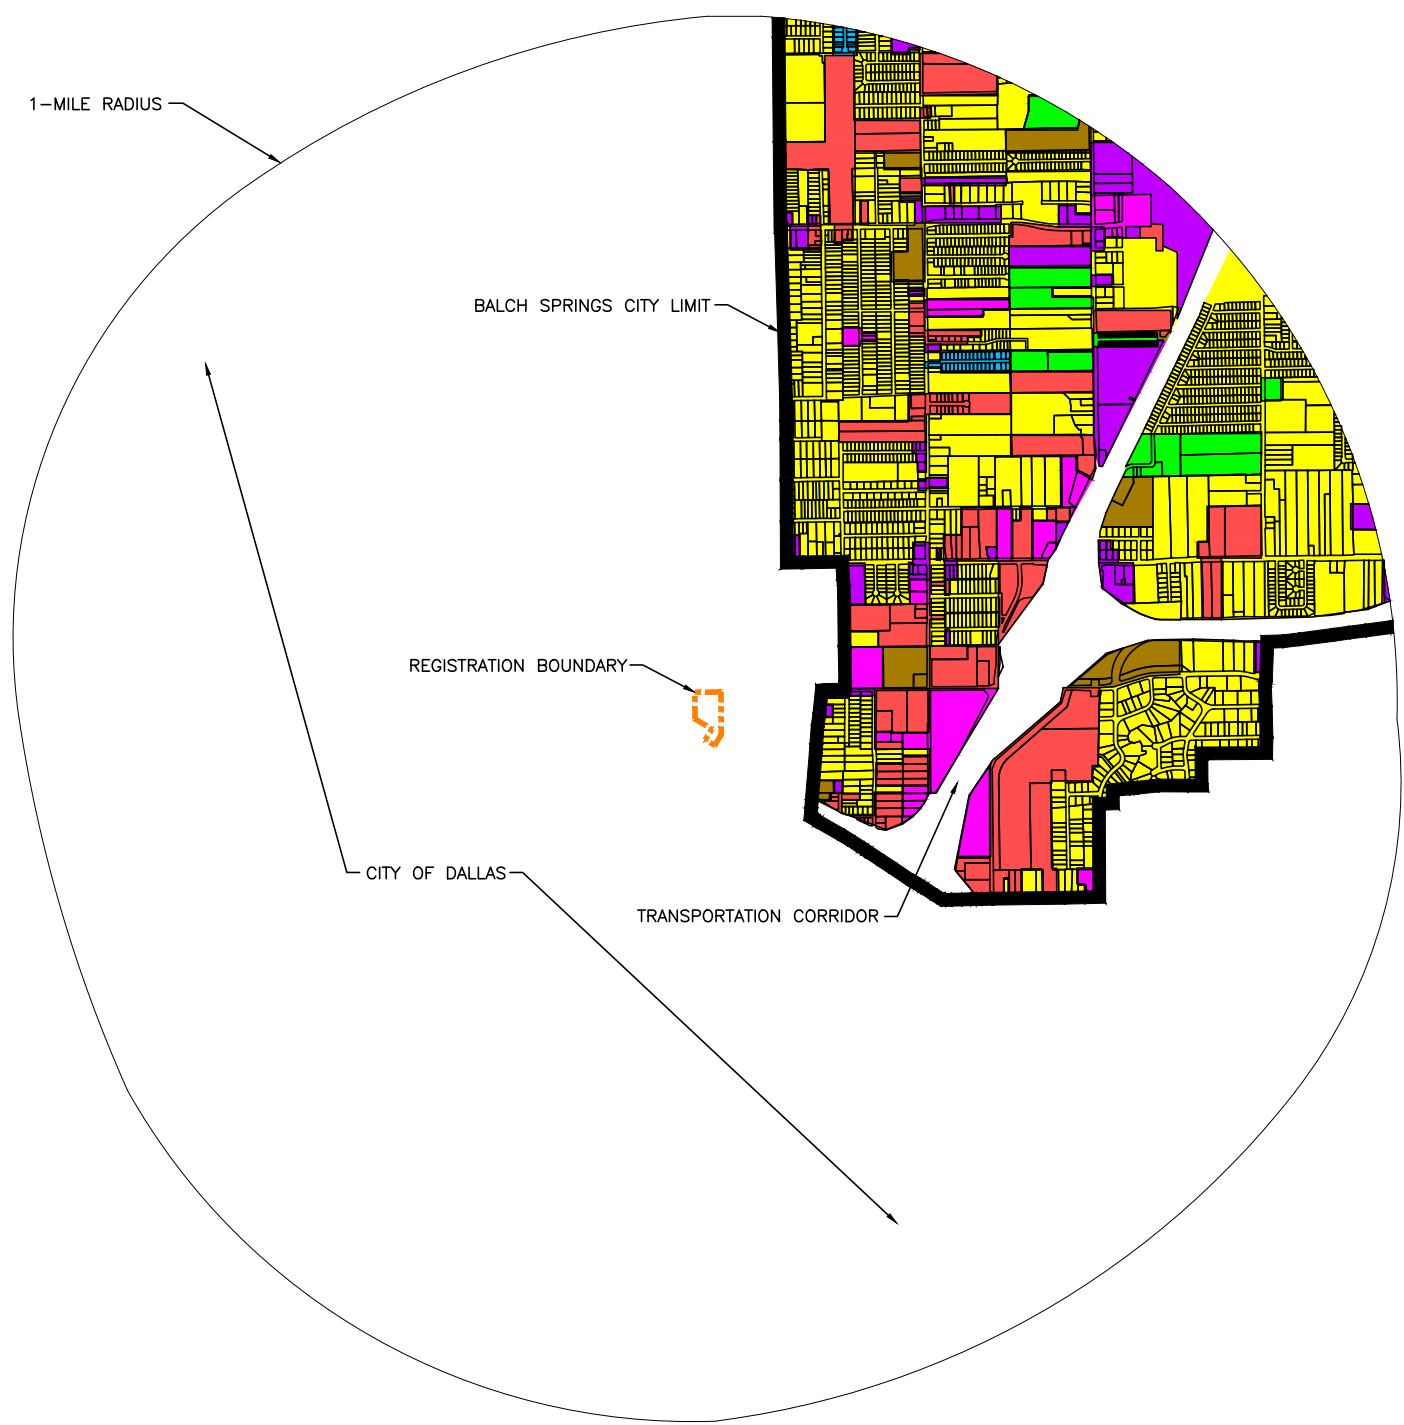 1-MILE RADIUS
BALCH SPRINGS CITY LIMIT
REGISTRATION BOUNDARY
CITY OF DALLAS
TRANSPORTATION CORRIDOR